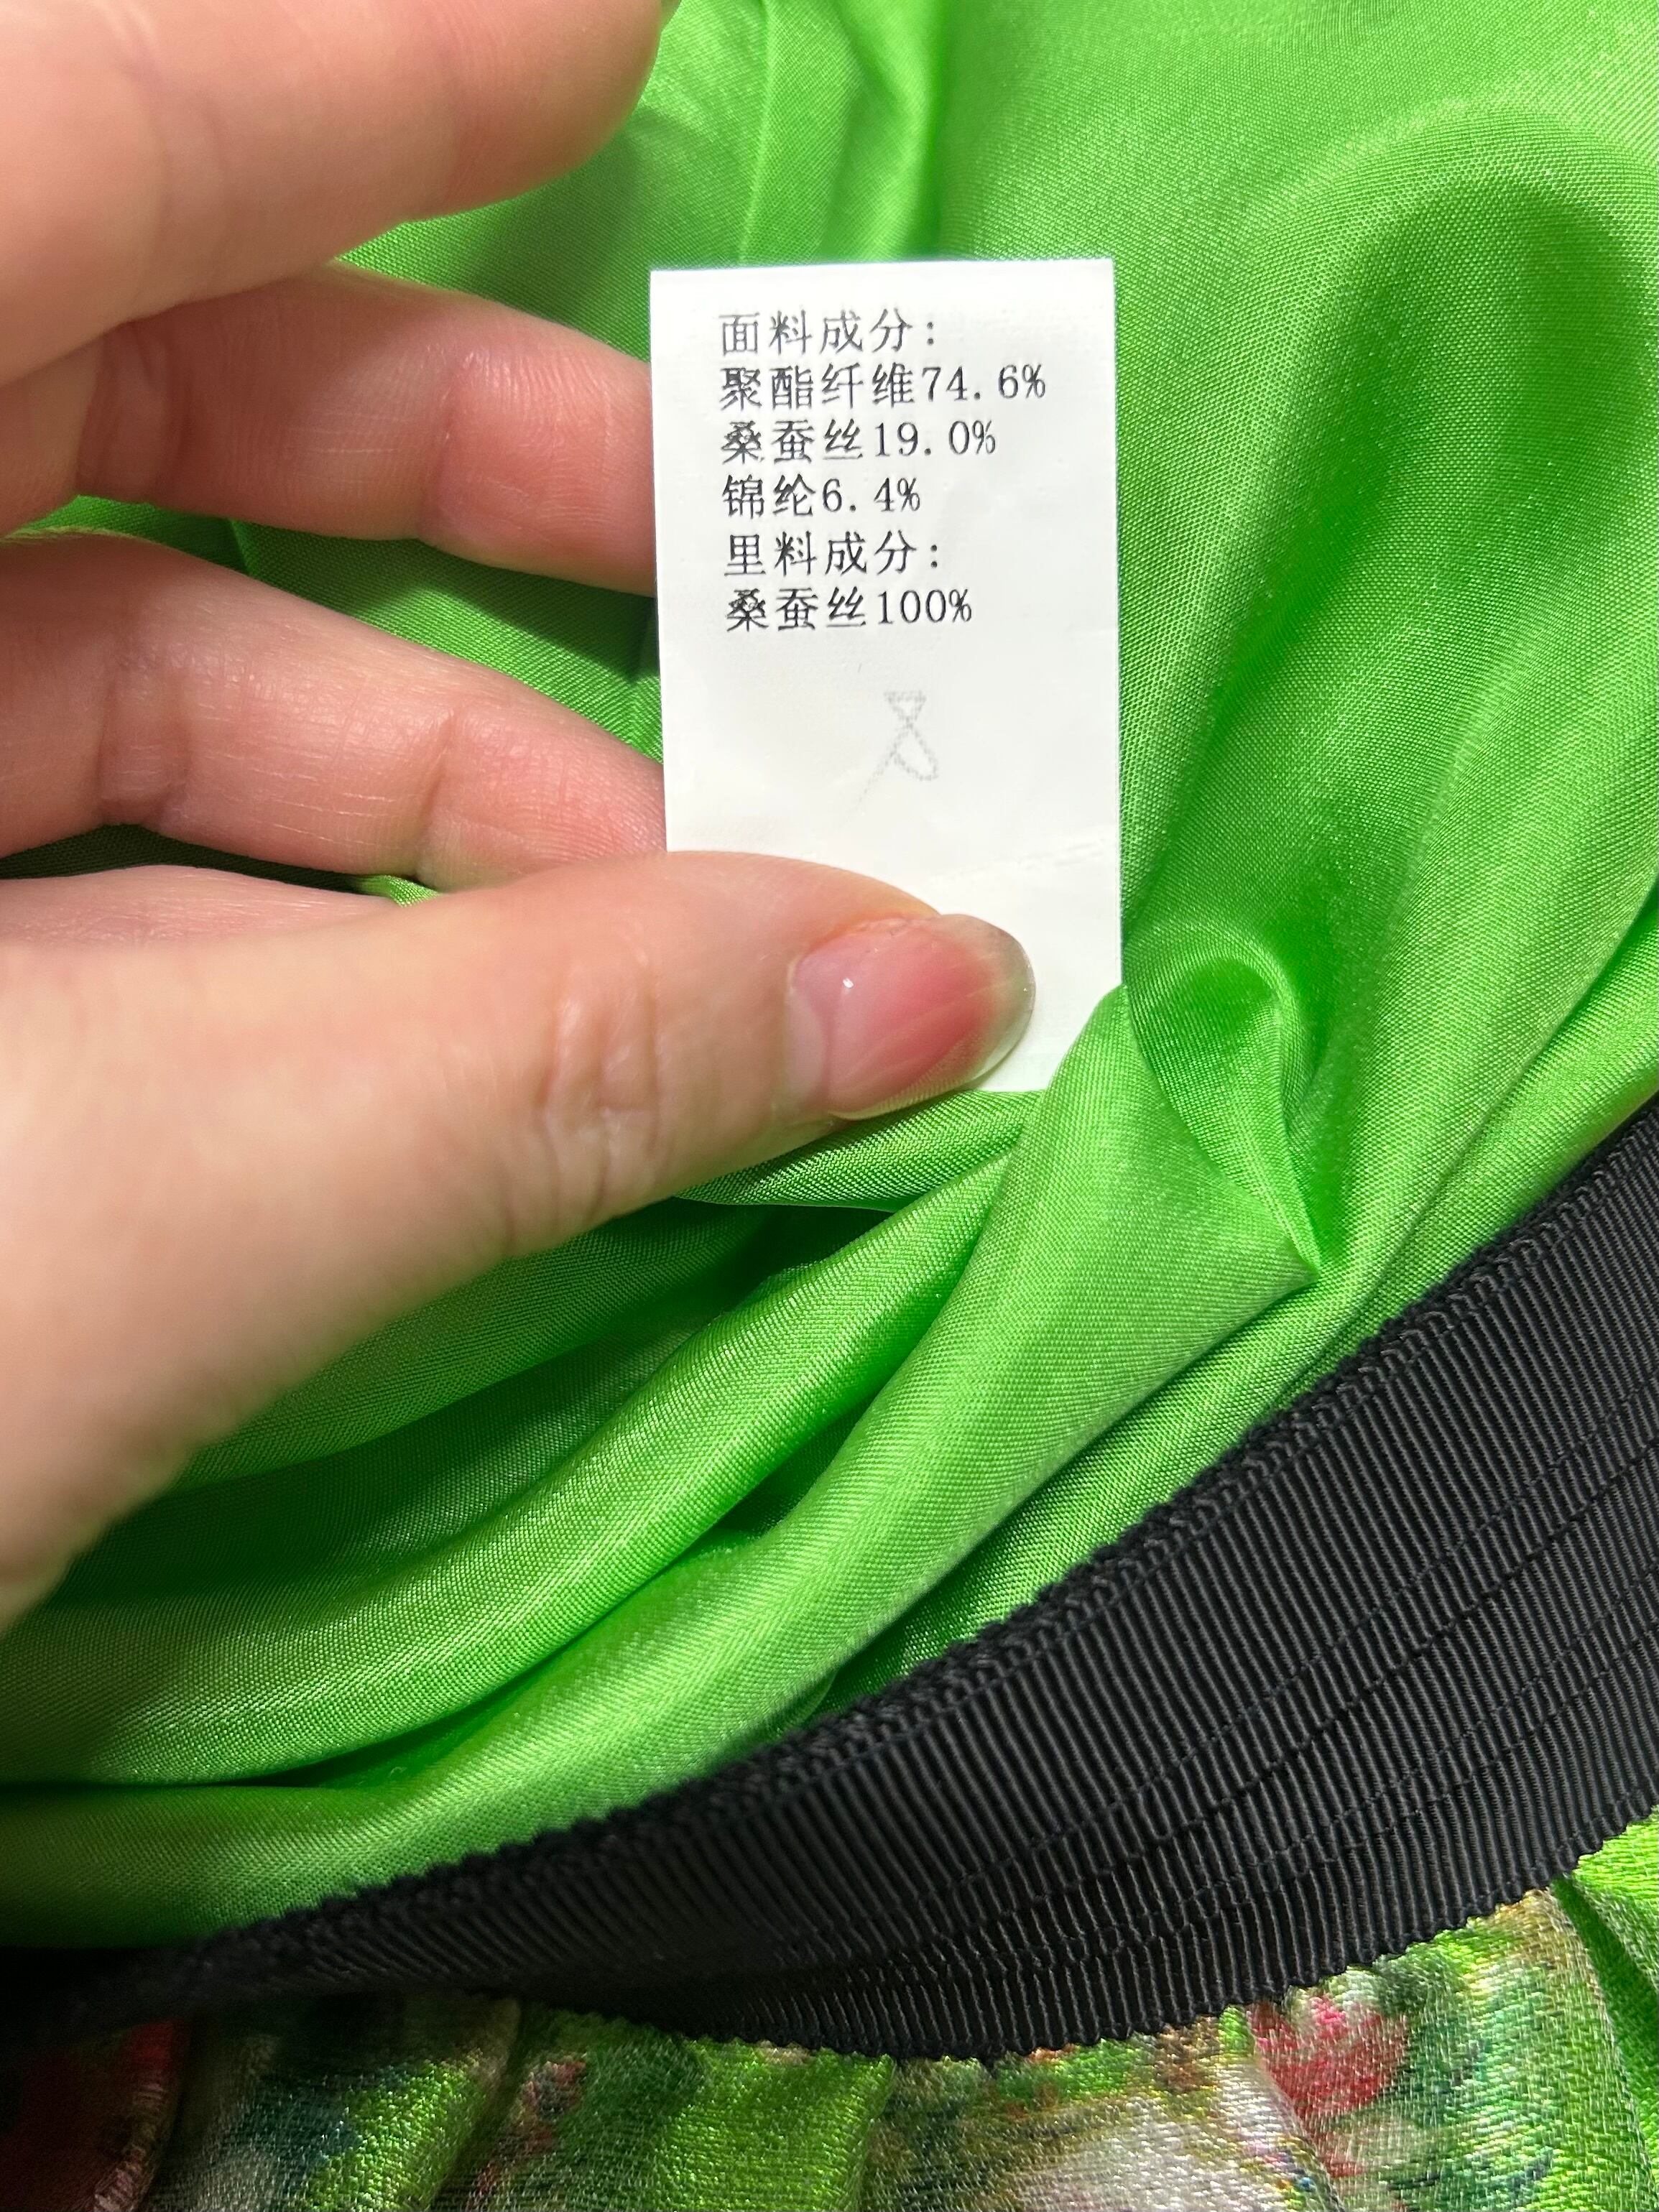 面料成分：
聚酯纤维74.6%
桑蚕丝19.0%
锦纶6.4%
里料成分：
桑蚕丝100%